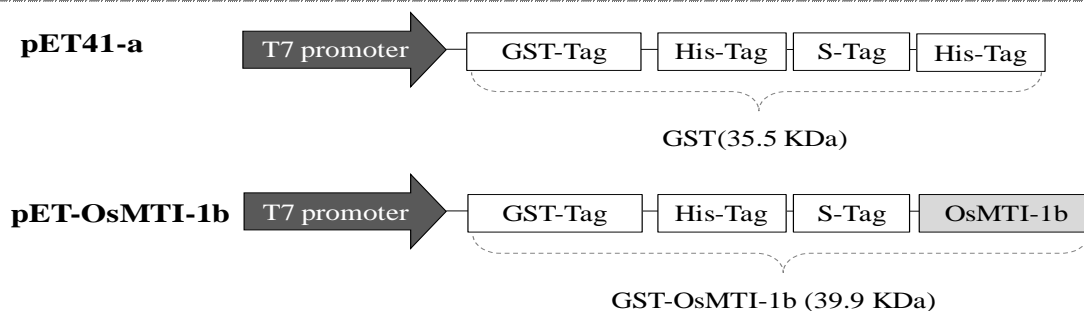 pET41-a T7 promoter GST-Tag His-Tag S-Tag His-Tag
GST(35.5 KDa)
pET-OsMTI-1b T7 promoter GST-Tag His-Tag S-Tag OsMTI-1b
GST-OsMTI-1b (39.9 KDa)